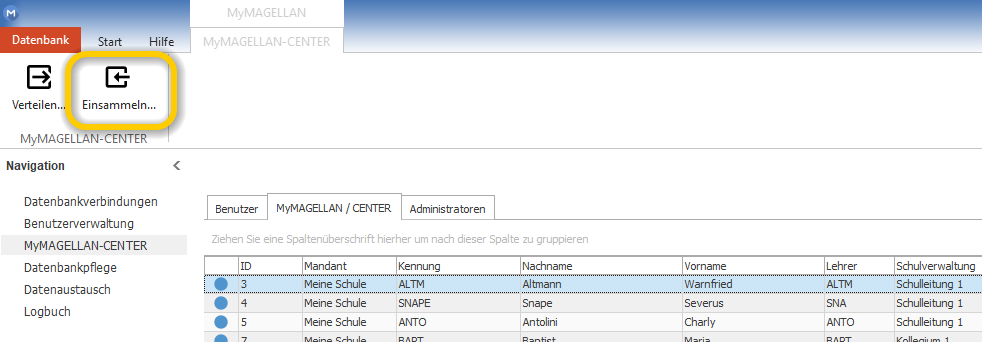 M
MyMAGELLAN
Datenbank Start Hilfe MyMAGELLAN-CENTER
Verteilen... Einsammeln...
MyMAGELLAN-CENTER
Navigation
Datenbankverbindungen
Benutzerverwaltung
MyMAGELLAN-CENTER
Datenbankpflege
Datenaustausch
Logbuch
Benutzer MyMAGELLAN / CENTER Administratoren
Ziehen Sie eine Spaltenüberschrift hierher um nach dieser Spalte zu gruppieren
ID Mandant Kennung Nachname Vorname Lehrer Schulverwaltung
3 Meine Schule ALTM Altmann Warnfried ALTM Schulleitung 1
4 Meine Schule SNAPE Snape Severus SNA Schulleitung 1
5 Meine Schule ANTO Antolini Charly ANTO Schulleitung 1
7 Meine Schule BART Baptist Maria BART Kollegium 1